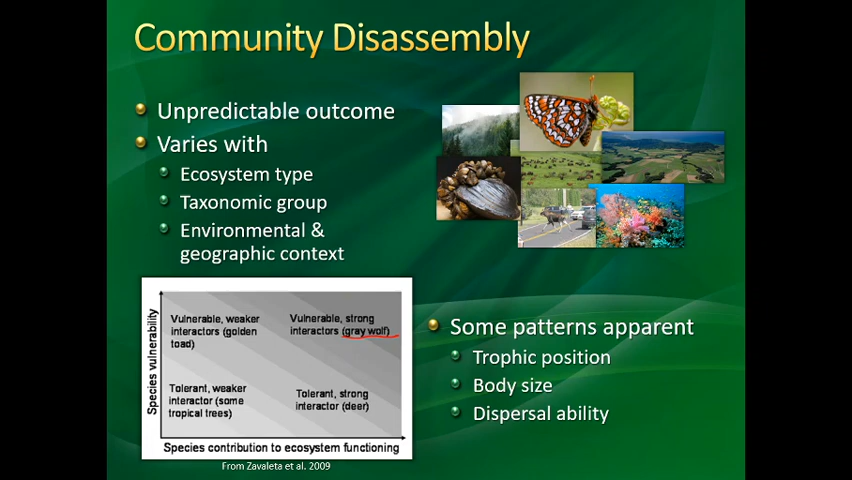 Community Disassembly
Unpredictable outcome
Varies with
Ecosystem type
Taxonomic group
Environmental &
geographic context
Species vulnerability
Vulnerable, weaker
interactors (golden
toad)
Vulnerable, strong
interactors (gray wolf)
Tolerant, weaker
interactor (some
tropical trees)
Tolerant, strong
interactor (deer)
Species contribution to ecosystem functioning
From Zavaleta et al. 2009
Some patterns apparent
Trophic position
Body size
Dispersal ability